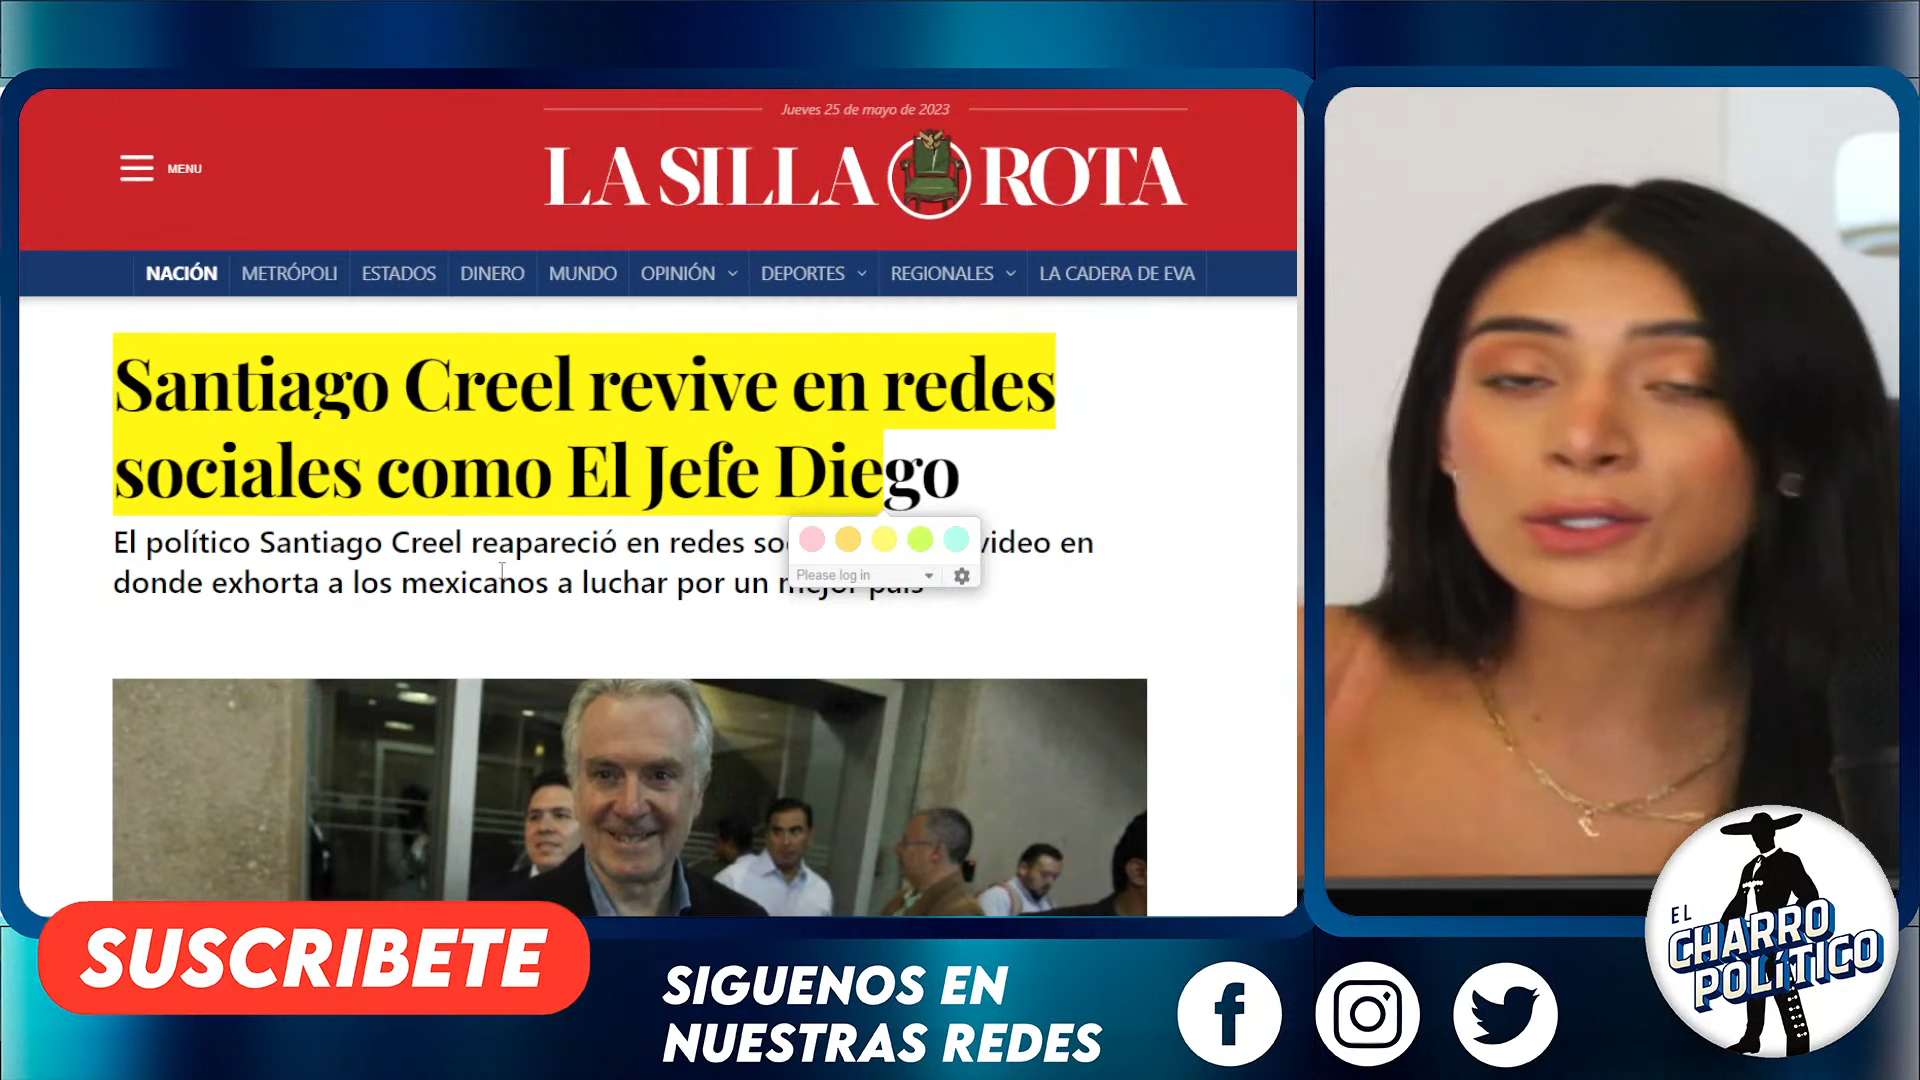 Jueves 25 de mayo de 2023
MENU
LA SILLA ROTA
NACIÓN METRÓPOLI ESTADOS DINERO MUNDO OPINIÓN DEPORTES REGIONALES LA CADERA DE EVA
Santiago Creel revive en redes
sociales como El Jefe Diego
El político Santiago Creel reapareció en redes video en
donde exhorta a los mexicanos a luchar por un mejor país
Please log in
SUSCRIBETE
SIGUENOS EN
NUESTRAS REDES
EL
CHARRO
POLÍTICO